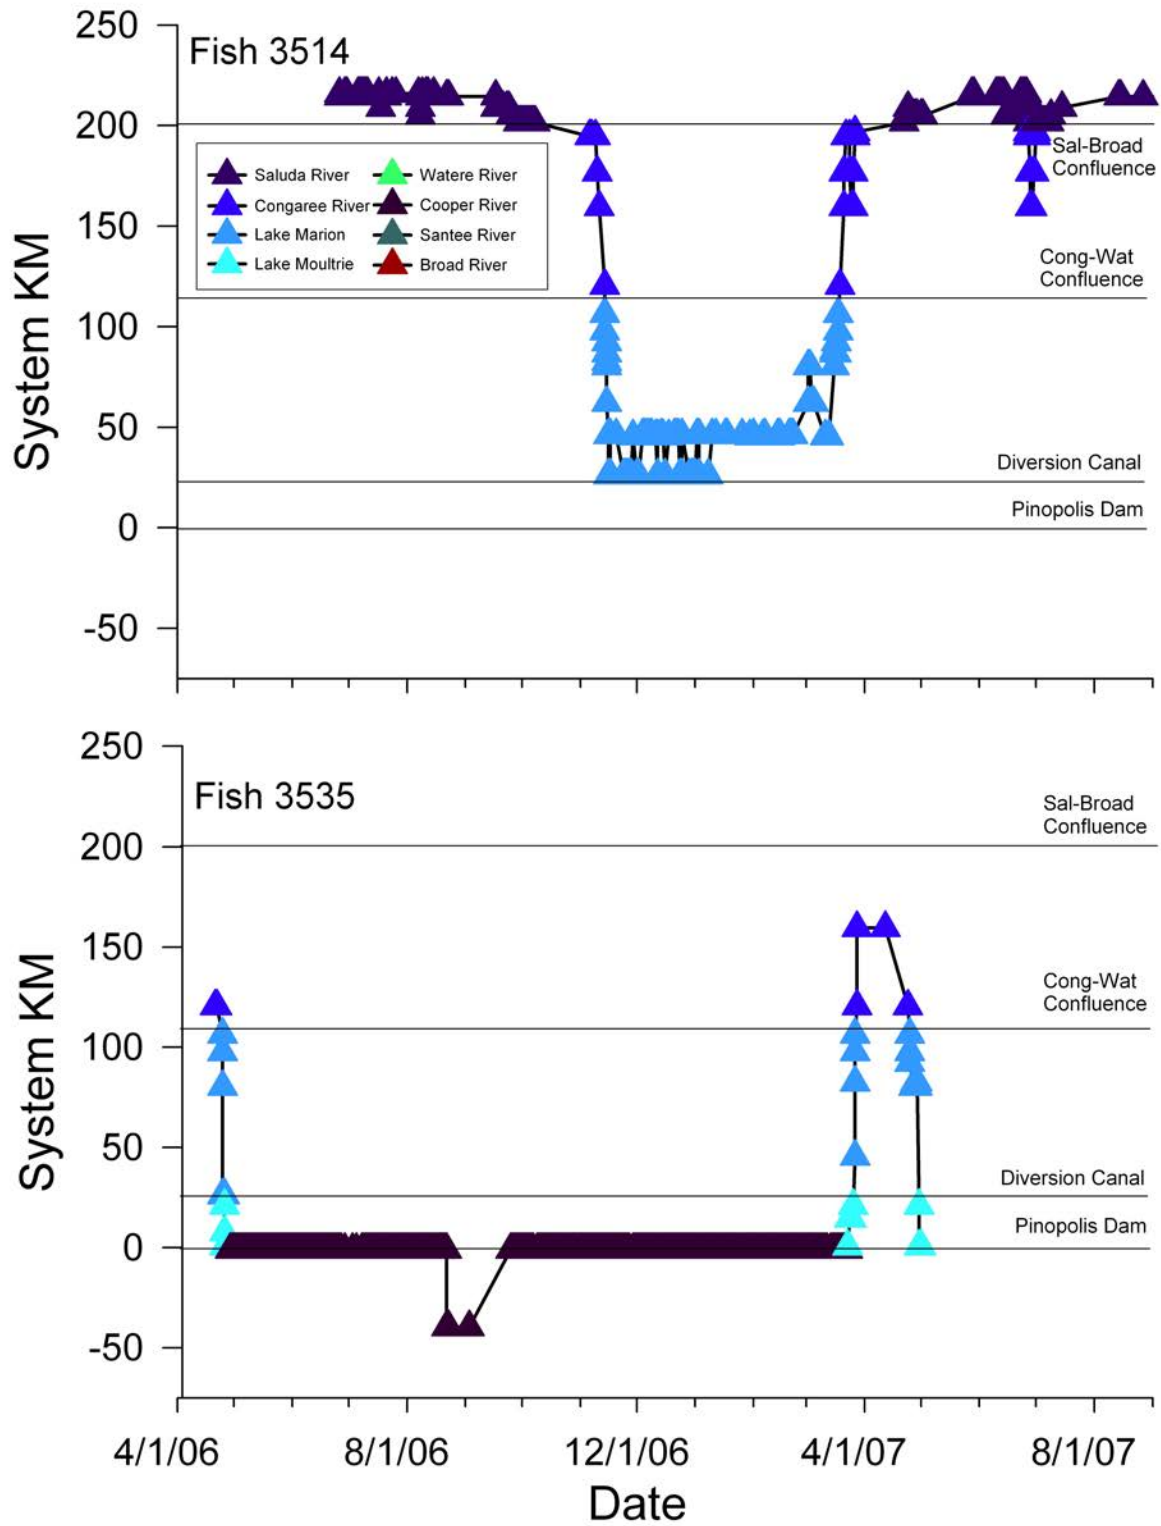 250
Fish 3514
200
Sal-Broad
Confluence
Saluda River
Watere River
Congaree River
Cooper River
Lake Marion
Santee River
Lake Moultrie
Broad River
150
Cong-Wat
Confluence
100
System KM
50
Diversion Canal
Pinopolis Dam
0
-50
250
Fish 3535
Sal-Broad
Confluence
200
150
Cong-Wat
Confluence
100
System KM
50
Diversion Canal
Pinopolis Dam
0
-50
4/1/06 8/1/06 12/1/06 4/1/07 8/1/07
Date